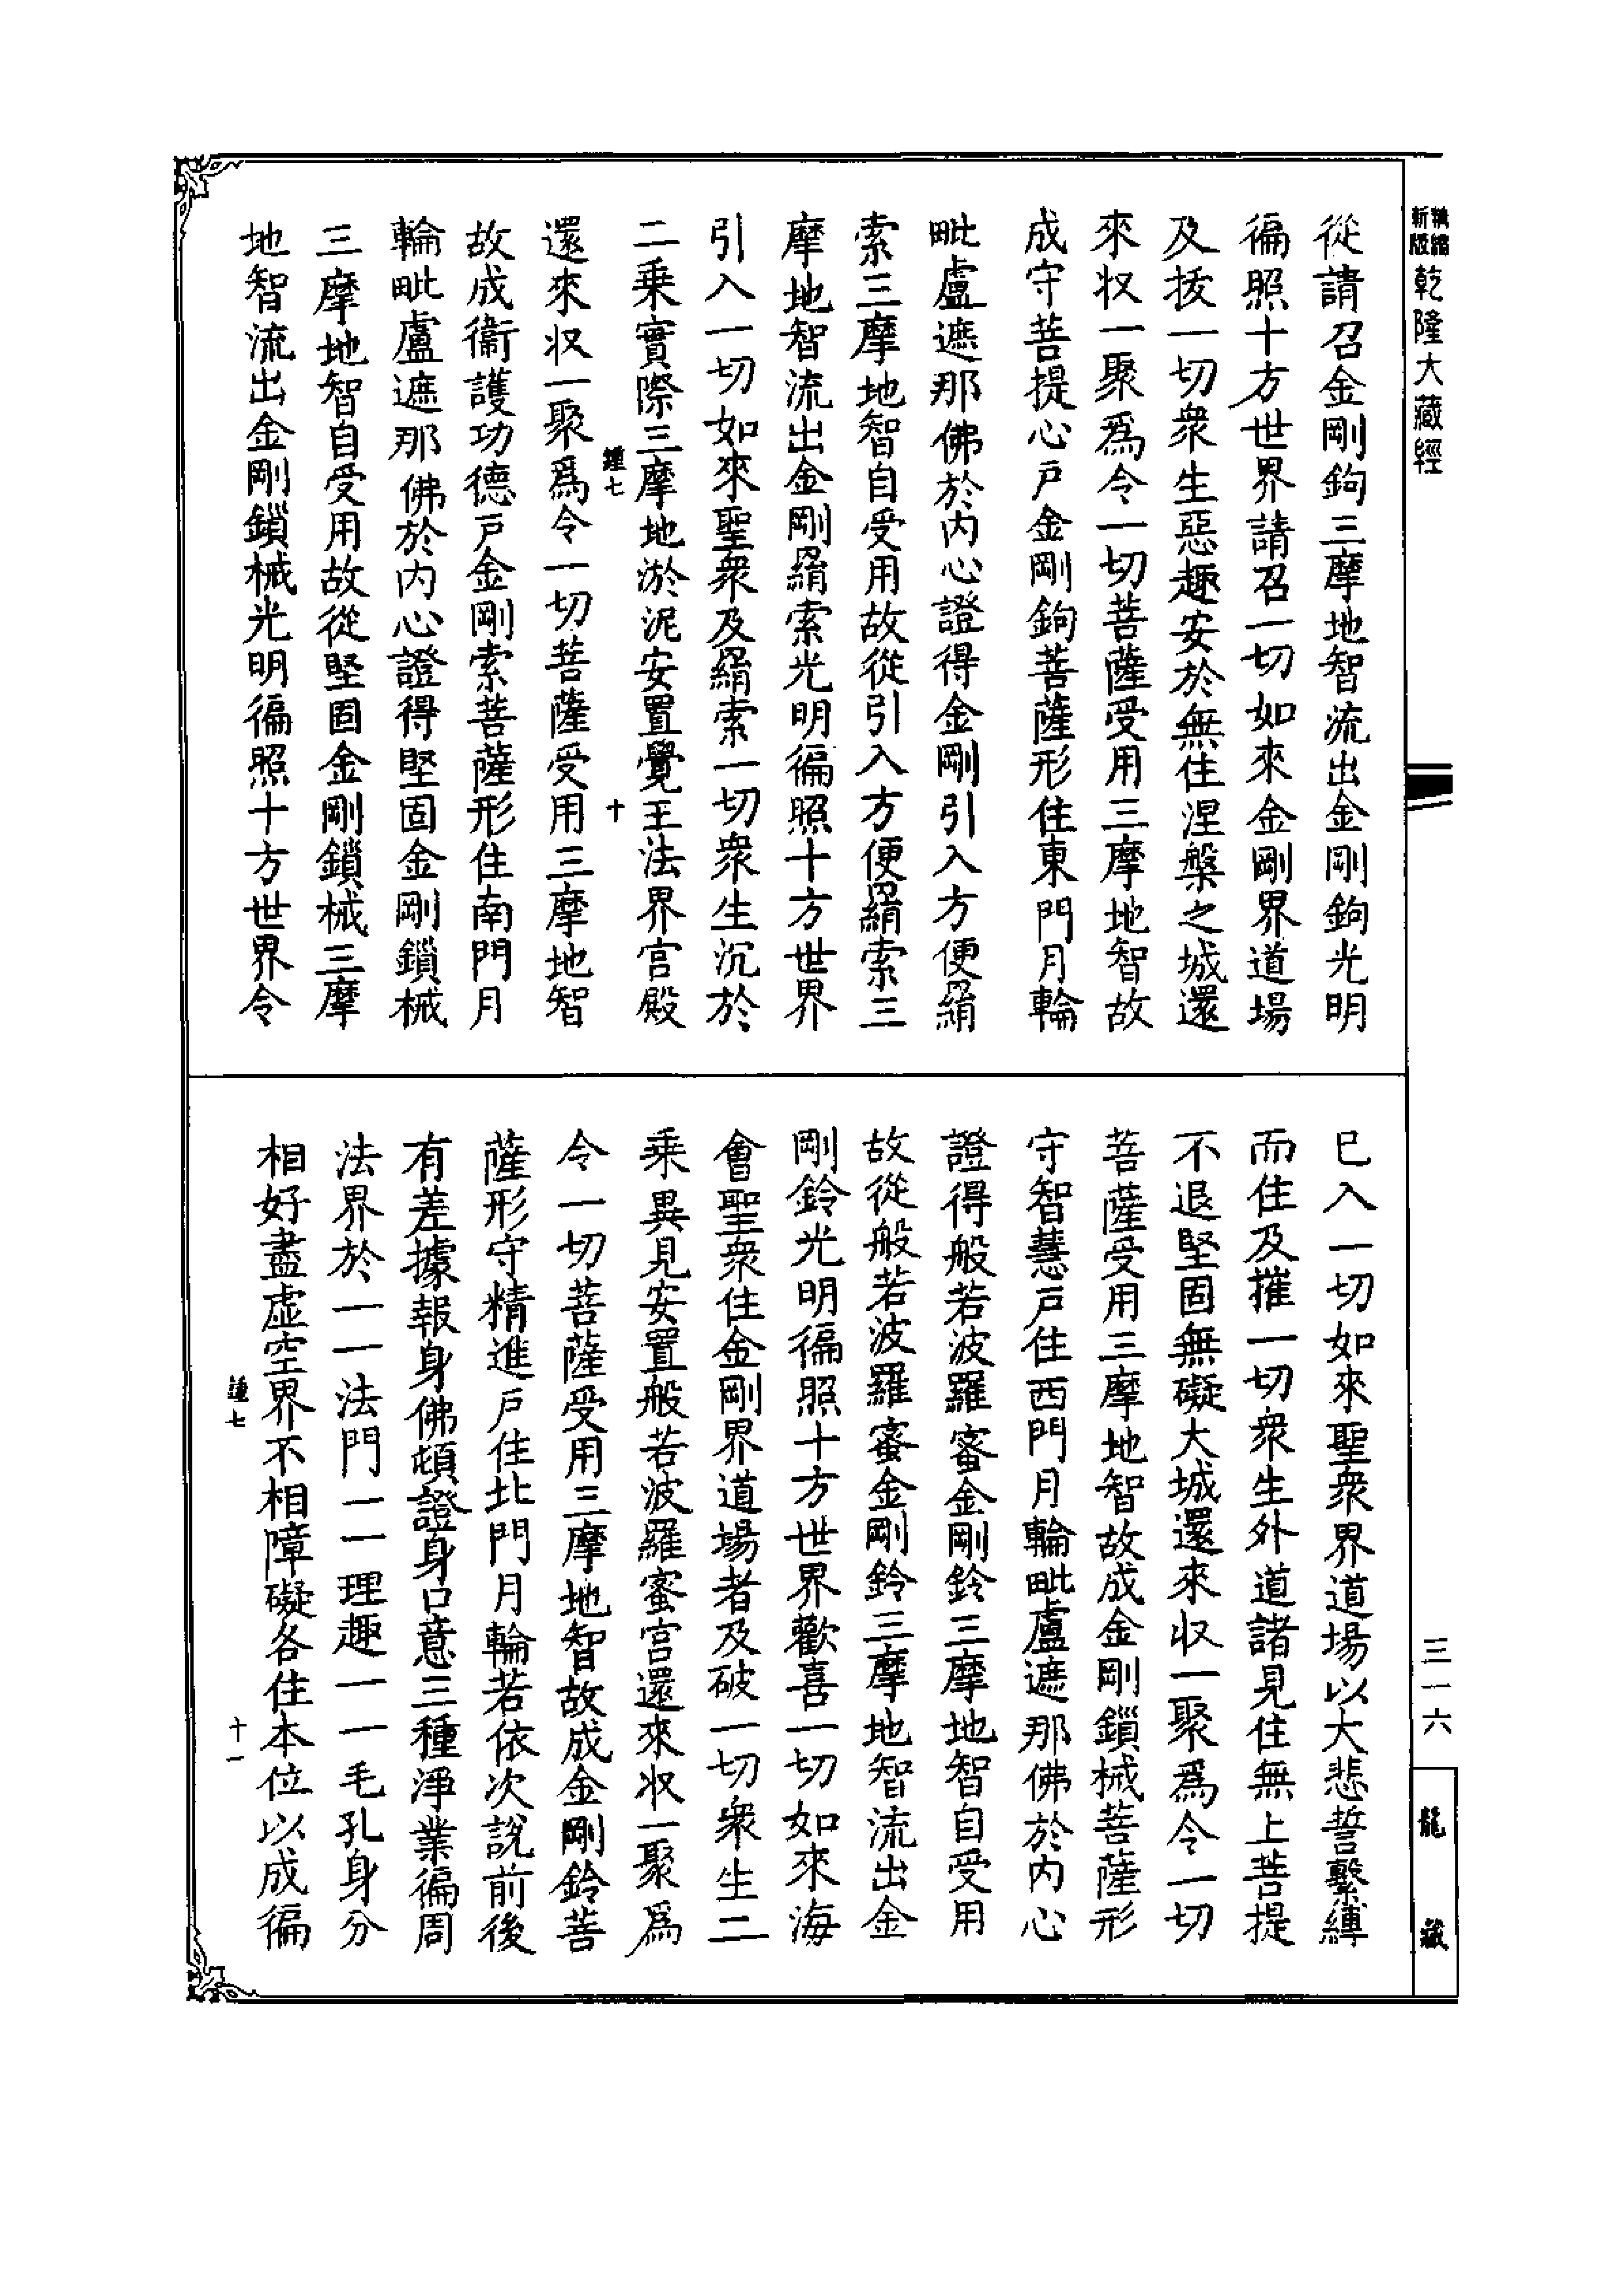 精縮新版
乾隆大藏經
從請召金剛鉤三摩地智流出金剛鉤光明
徧照十方世界請召一切如來金剛界道場
及拔一切衆生惡趣安於無住涅槃之城還
來収一聚爲令一切菩薩受用三摩地智故
成守菩提心戸金剛鉤菩薩形住東門月輪
毗盧遮那佛於内心證得金剛引入方便羂
索三摩地智自受用故從引入方便羂索三
摩地智流出金剛羂索光明徧照十方世界
引入一切如來聖衆及羂索一切衆生沉於
二乗實際三摩地淤泥安置覺王法界宫殿
鍾七
十
還來収一聚爲令一切菩薩受用三摩地智
故成衞護功德戸金剛索菩薩形住南門月
輪毗盧遮那佛於内心證得堅固金剛鎖械
三摩地智自受用故從堅固金剛鎖械三摩
地智流出金剛鎖械光明徧照十方世界令
已入一切如來聖衆界道場以大悲誓繫縛
而住及摧一切衆生外道諸見住無上菩提
不退堅固無礙大城還來収一聚爲令一切
菩薩受用三摩地智故成金剛鎖械菩薩形
守智慧戸住西門月輪毗盧遮那佛於内心
證得般若波羅蜜金剛鈴三摩地智自受用
故從般若波羅蜜金剛鈴三摩地智流出金
剛鈴光明徧照十方世界歡喜一切如來海
會聖衆住金剛界道場者及破一切衆生二
乗異見安置般若波羅蜜宫還來収一聚爲
令一切菩薩受用三摩地智故成金剛鈴菩
薩形守精進戸住北門月輪若依次説前後
有差據報身佛頓證身口意三種淨業徧周
法界於一一法門一一理趣一一毛孔身分
相好盡虚空界不相障礙各住本位以成徧
鍾七
十一
三一六
龍藏